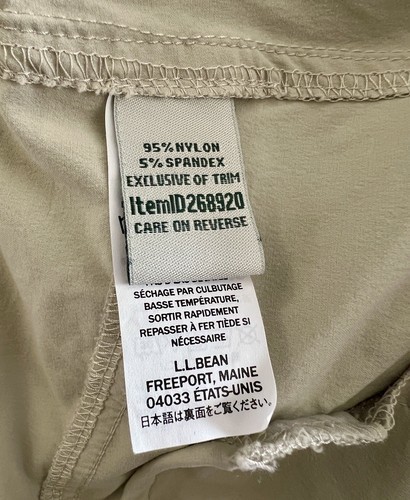 95% NYLON
5% SPANDEX
EXCLUSIVE OF TRIM
ItemID268920
CARE ON REVERSE
SÉCHAGE PAR CULBUTAGE
BASSE TEMPÉRATURE,
SORTIR RAPIDEMENT
REPASSER À FER TIÈDE SI
NÉCESSAIRE
L.L.BEAN
FREEPORT, MAINE
04033 ÉTATS-UNIS
日本語は裏面をご覧ください。